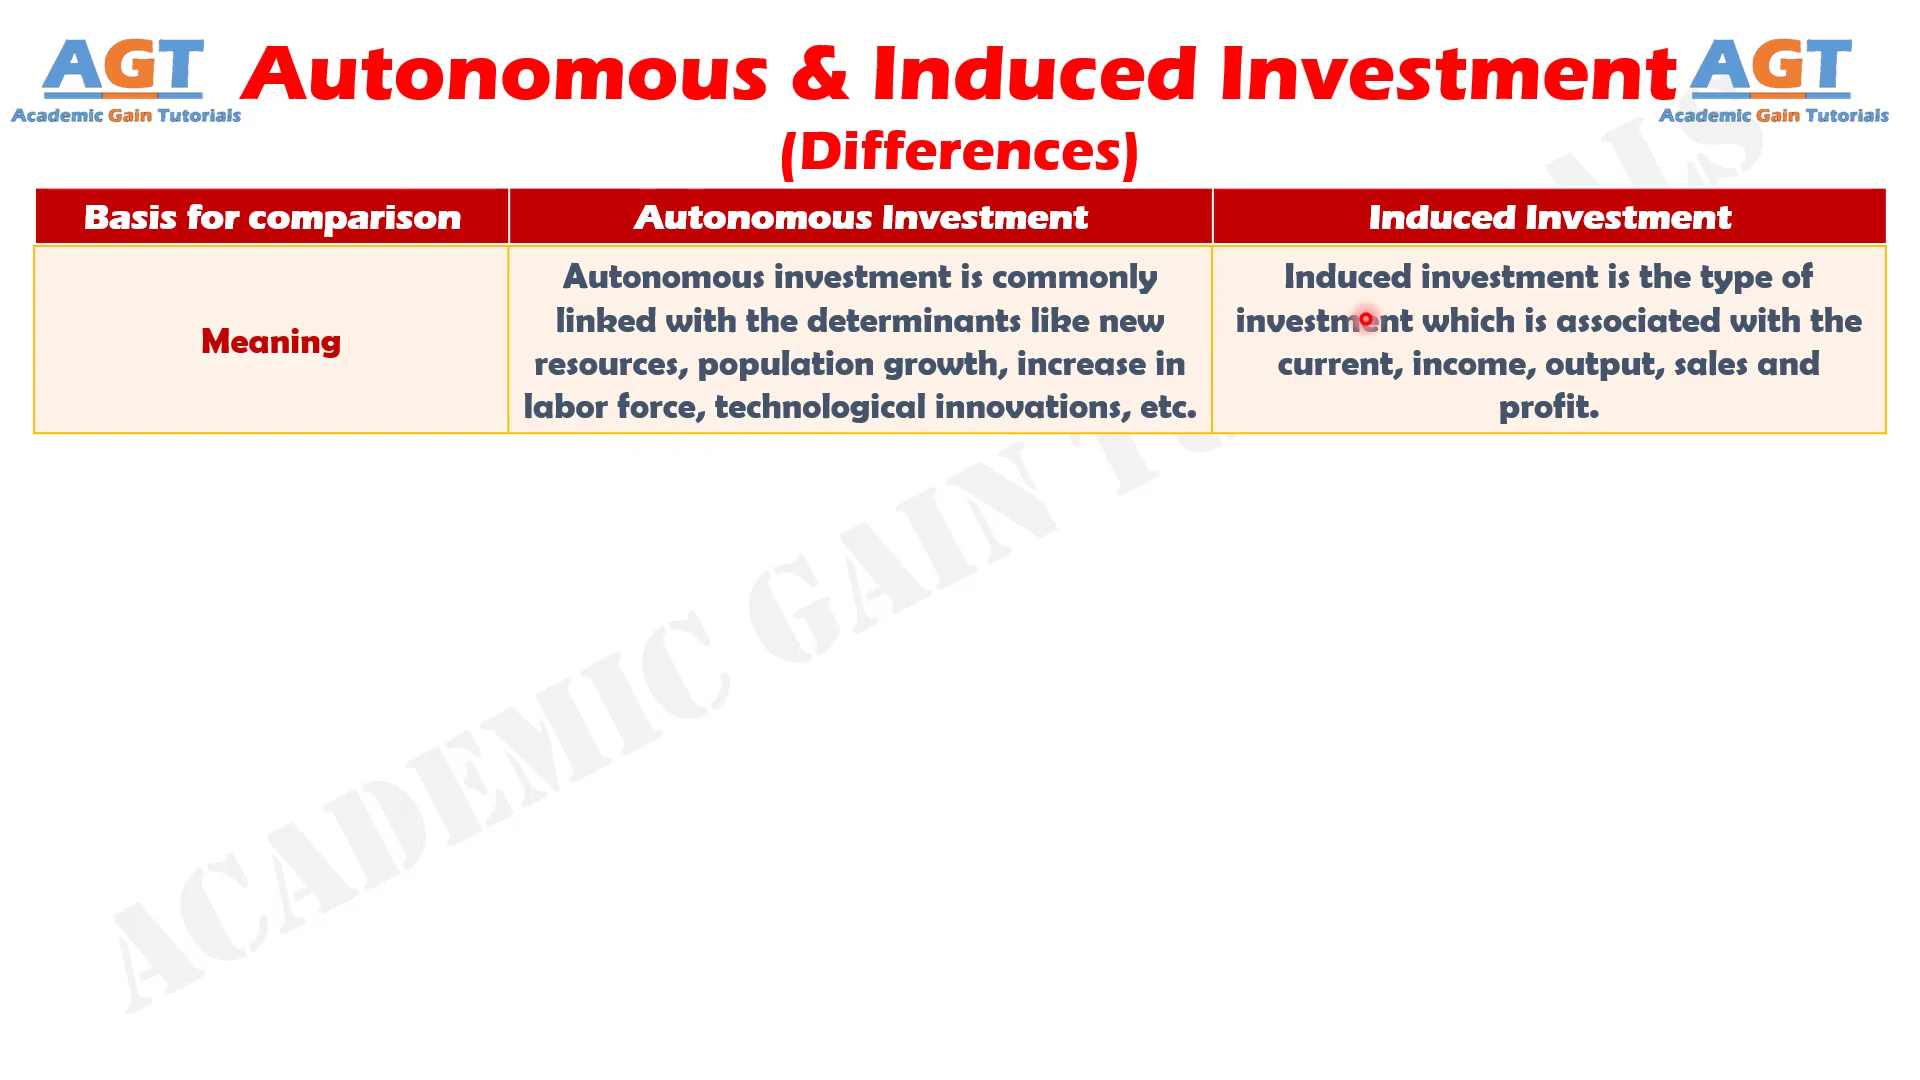 AGT
Academic Gain Tutorials
Autonomous & Induced Investment
(Differences)
AGT
Academic Gain Tutorials
Basis for comparison
Autonomous Investment
Induced Investment
Meaning
Autonomous investment is commonly
linked with the determinants like new
resources, population growth, increase in
labor force, technological innovations, etc.
Induced investment is the type of
investment which is associated with the
current, income, output, sales and
profit.
ACADEMIC GAIN